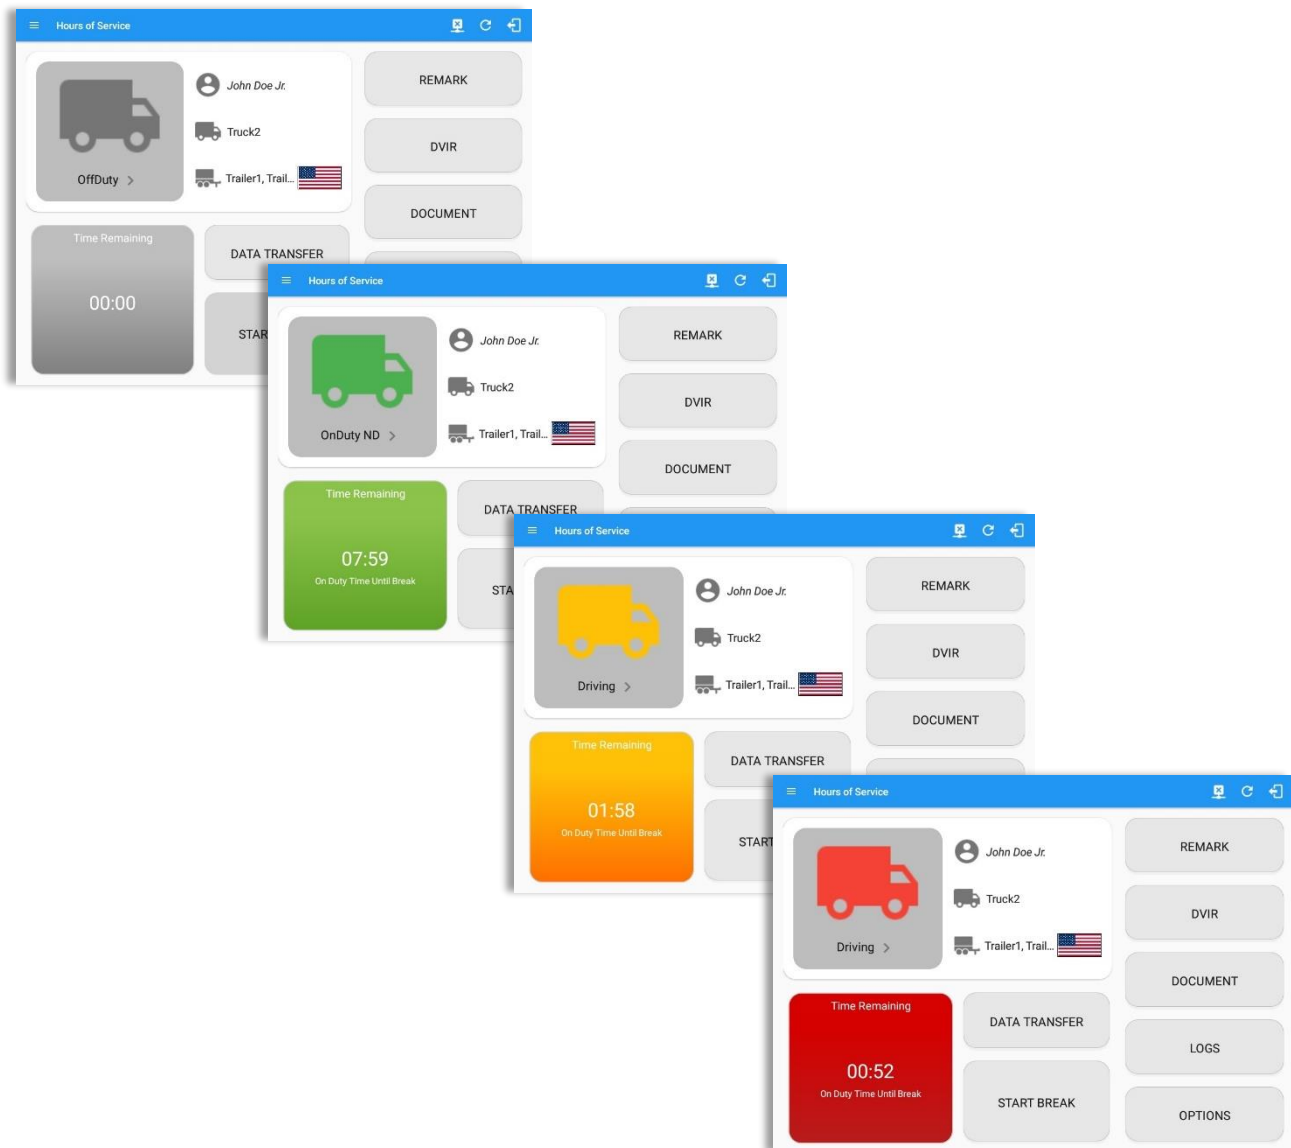 Hours of Service
John Doe Jr.
Truck2
Trailer1, Trail...
OffDuty
REMARK
DVIR
DOCUMENT
Time Remaining
00:00
DATA TRANSFER
STAR
Hours of Service
John Doe Jr.
Truck2
Trailer1, Trail...
OnDuty ND
REMARK
DVIR
DOCUMENT
Time Remaining
07:59
On Duty Time Until Break
DATA TRANSFER
STA
Hours of Service
John Doe Jr.
Truck2
Trailer1, Trail...
Driving
REMARK
DVIR
DOCUMENT
Time Remaining
01:58
On Duty Time Until Break
DATA TRANSFER
START
Hours of Service
John Doe Jr.
Truck2
Trailer1, Trail...
Driving
REMARK
DVIR
DOCUMENT
LOGS
OPTIONS
Time Remaining
00:52
On Duty Time Until Break
DATA TRANSFER
START BREAK